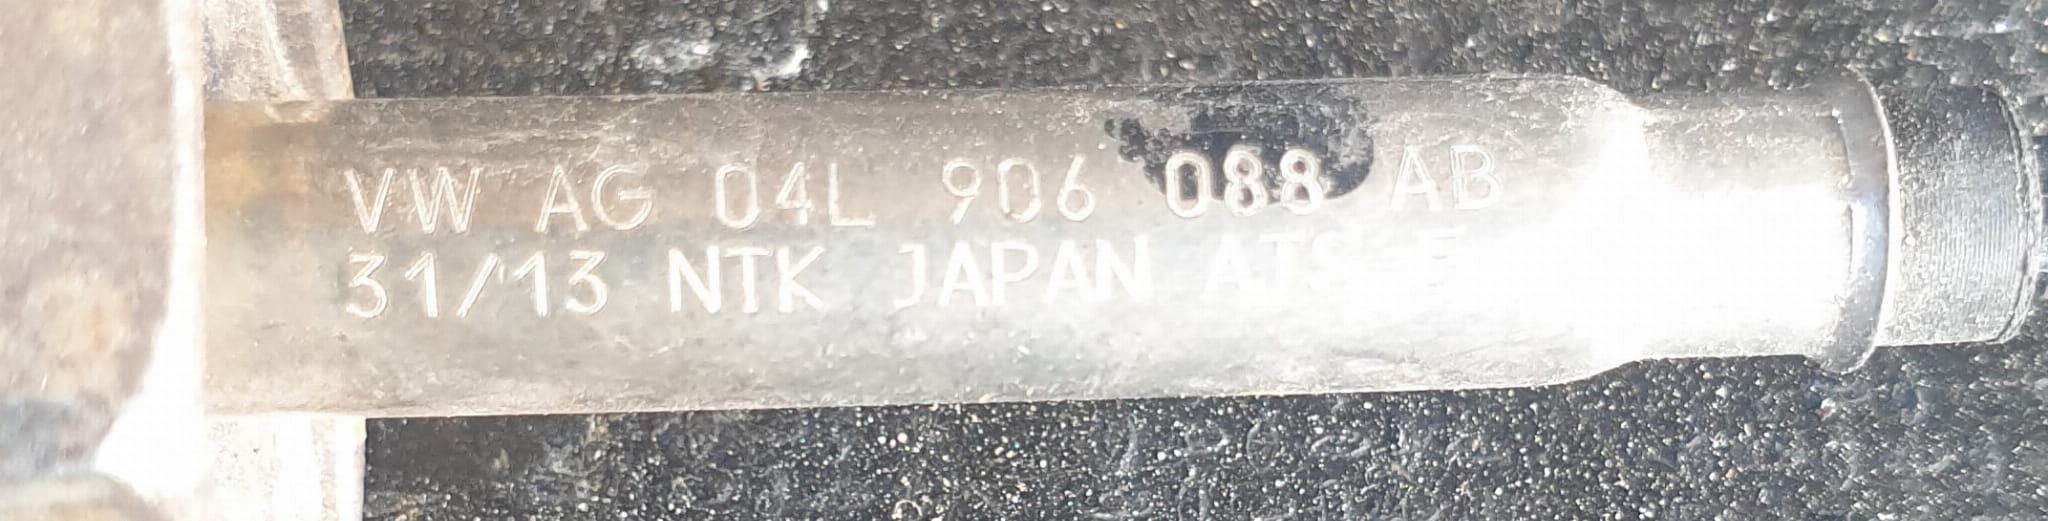 VW AG 04L 906 088 AB
31/13 NTK JAPAN